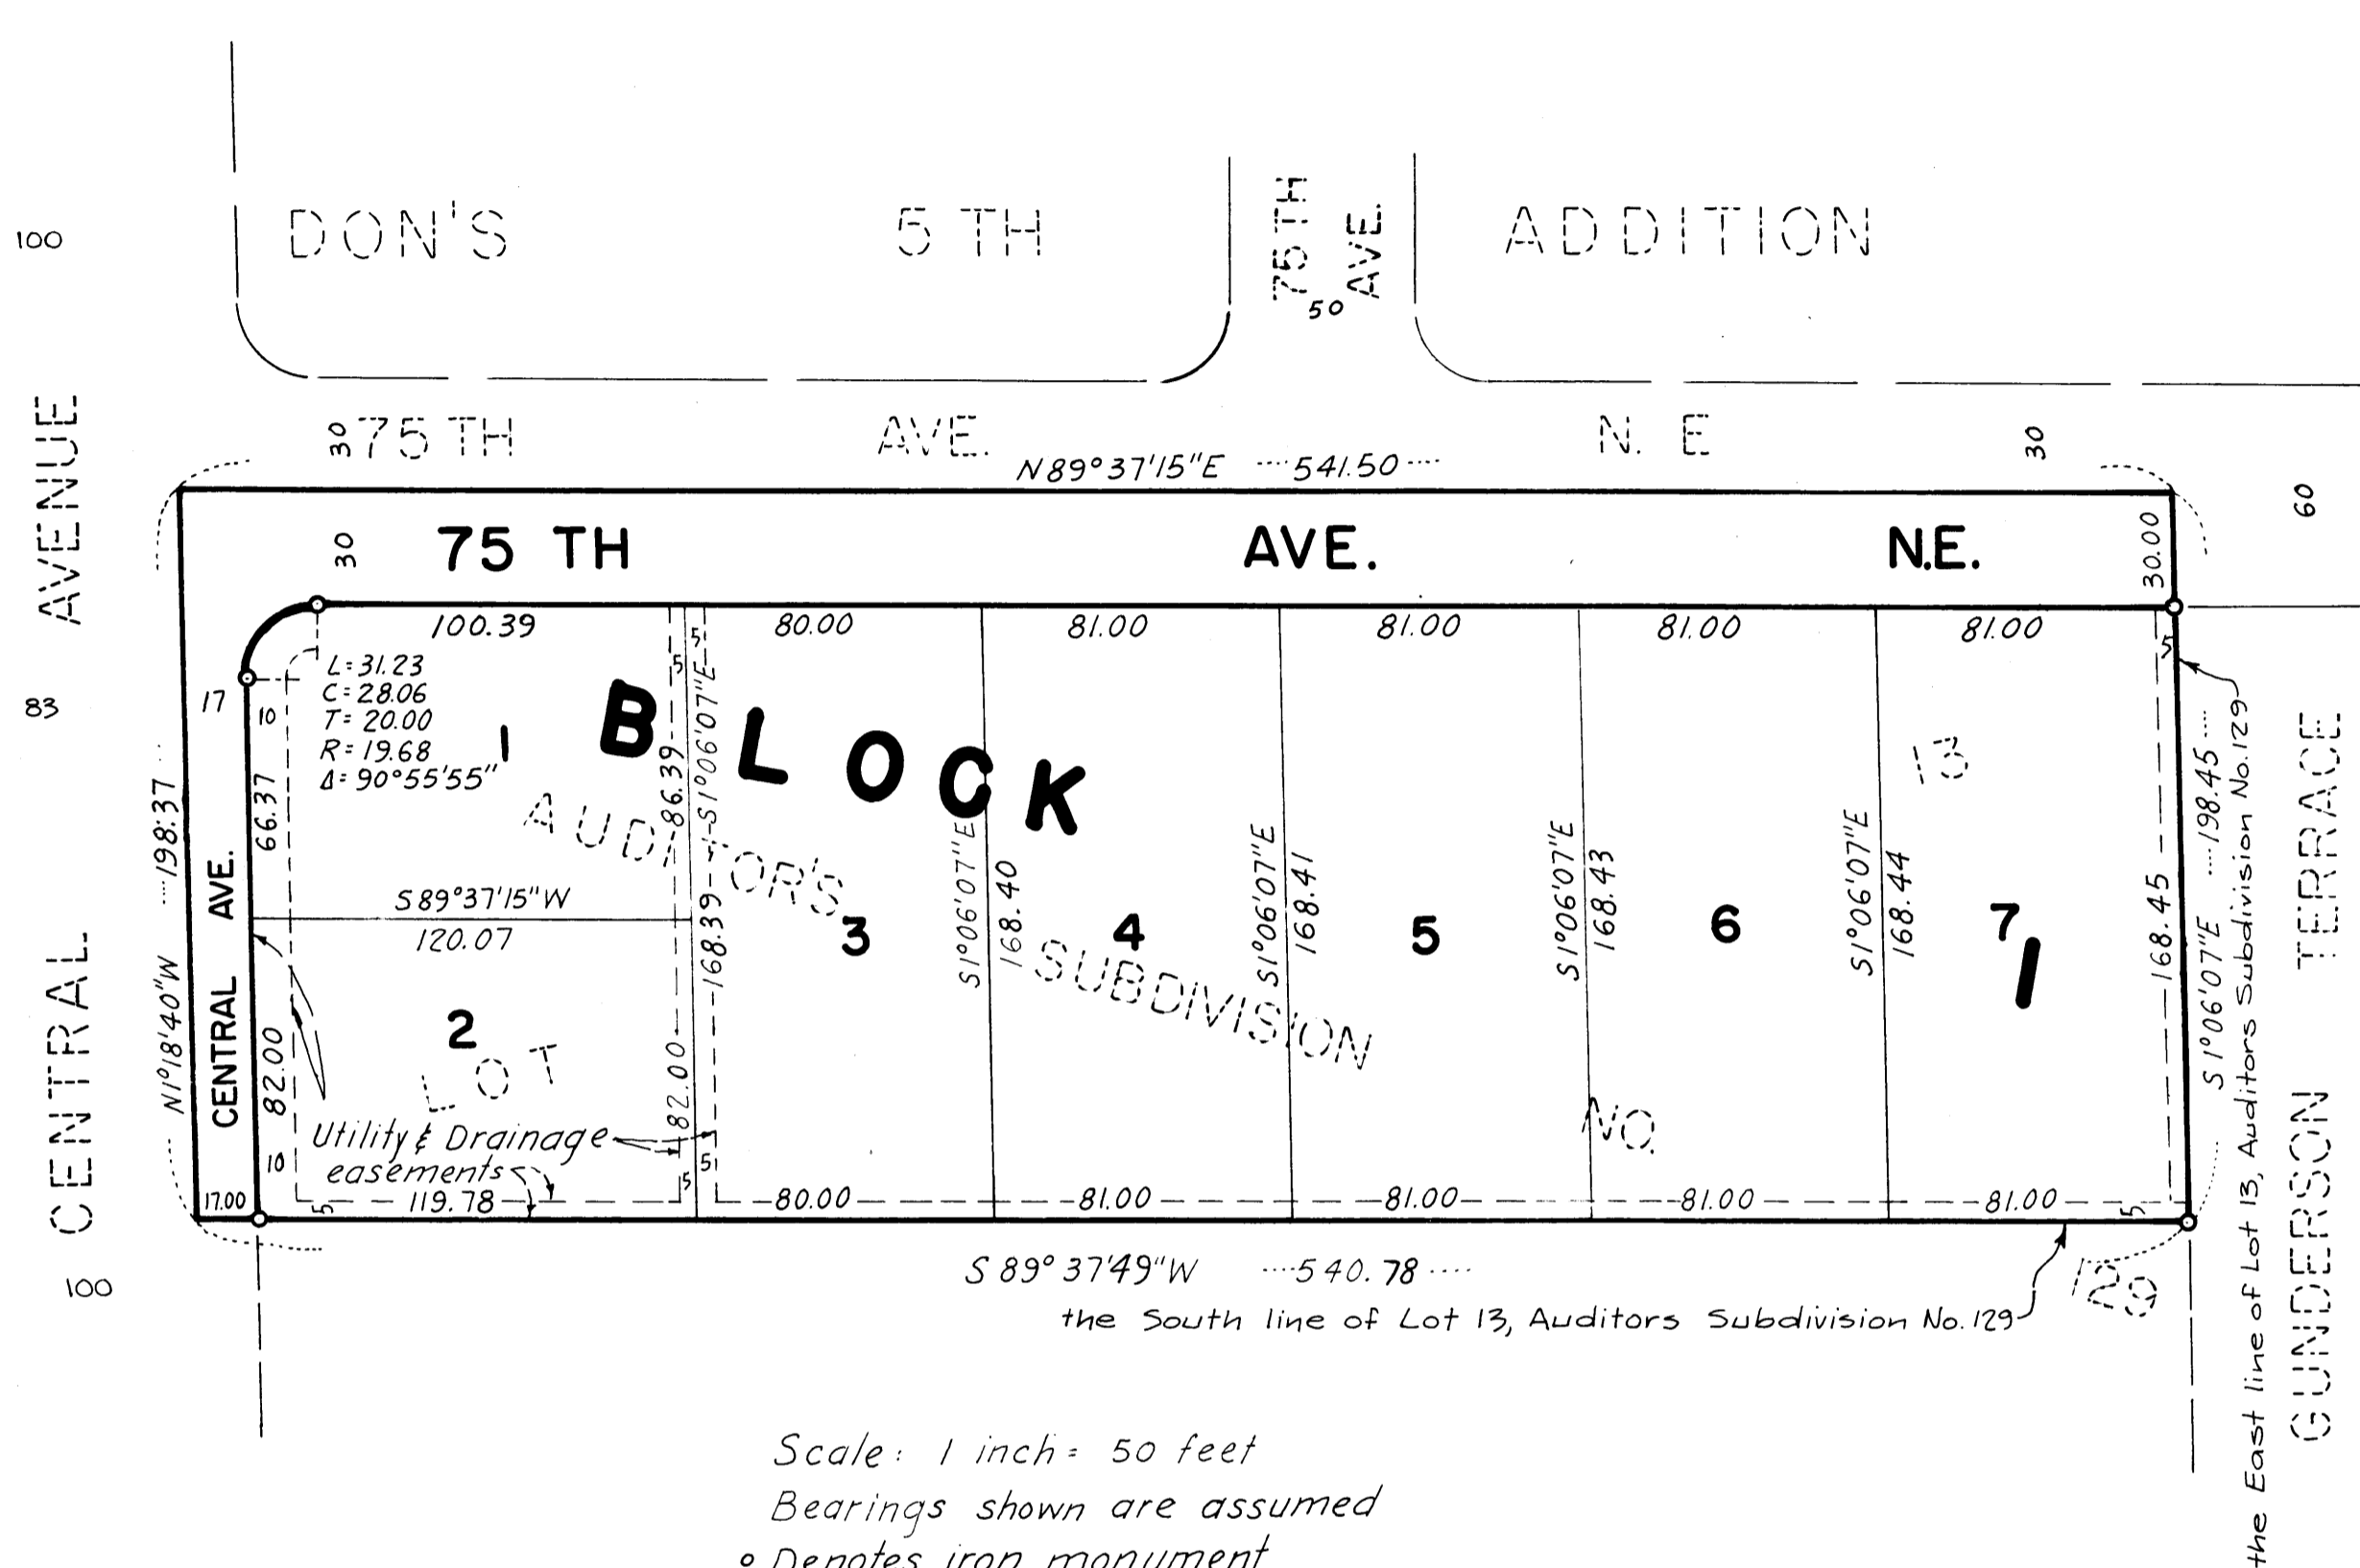 100
DON'S 5TH ADDITION
75TH
AVE.
50
30
75TH AVE. N. E
30
N89°37'15"E ····541.50····
60
75 TH AVE. N.E.
30
30.00
CENTRAL AVENUE
83
100
17
CENTRAL AVE.
N1°18'40"W ····198.37··
17.00
100.39
80.00
81.00
81.00
81.00
81.00
5
5
5
L=31.23
C=28.06
T=20.00
R=19.68
Δ=90°55'55"
10
66.37
1
BLOCK 1
86.39
S1°06'07"E
168.39
AUDITOR'S SUBDIVISION NO. 129
LOT 13
S89°37'15"W
120.07
2
82.00
10
82.00
Utility & Drainage
easements
5
119.78
5
5
3
S1°06'07"E
168.40
4
S1°06'07"E
168.41
5
S1°06'07"E
168.43
6
S1°06'07"E
168.44
7
168.45
80.00
81.00
81.00
81.00
81.00
5
S1°06'07"E ····198.45····
the East line of Lot 13, Auditors Subdivision No.129
GUNDERSON TERRACE
S 89°37'49"W ····540.78····
the South line of Lot 13, Auditors Subdivision No.129
Scale: 1 inch = 50 feet
Bearings shown are assumed
o Denotes iron monument